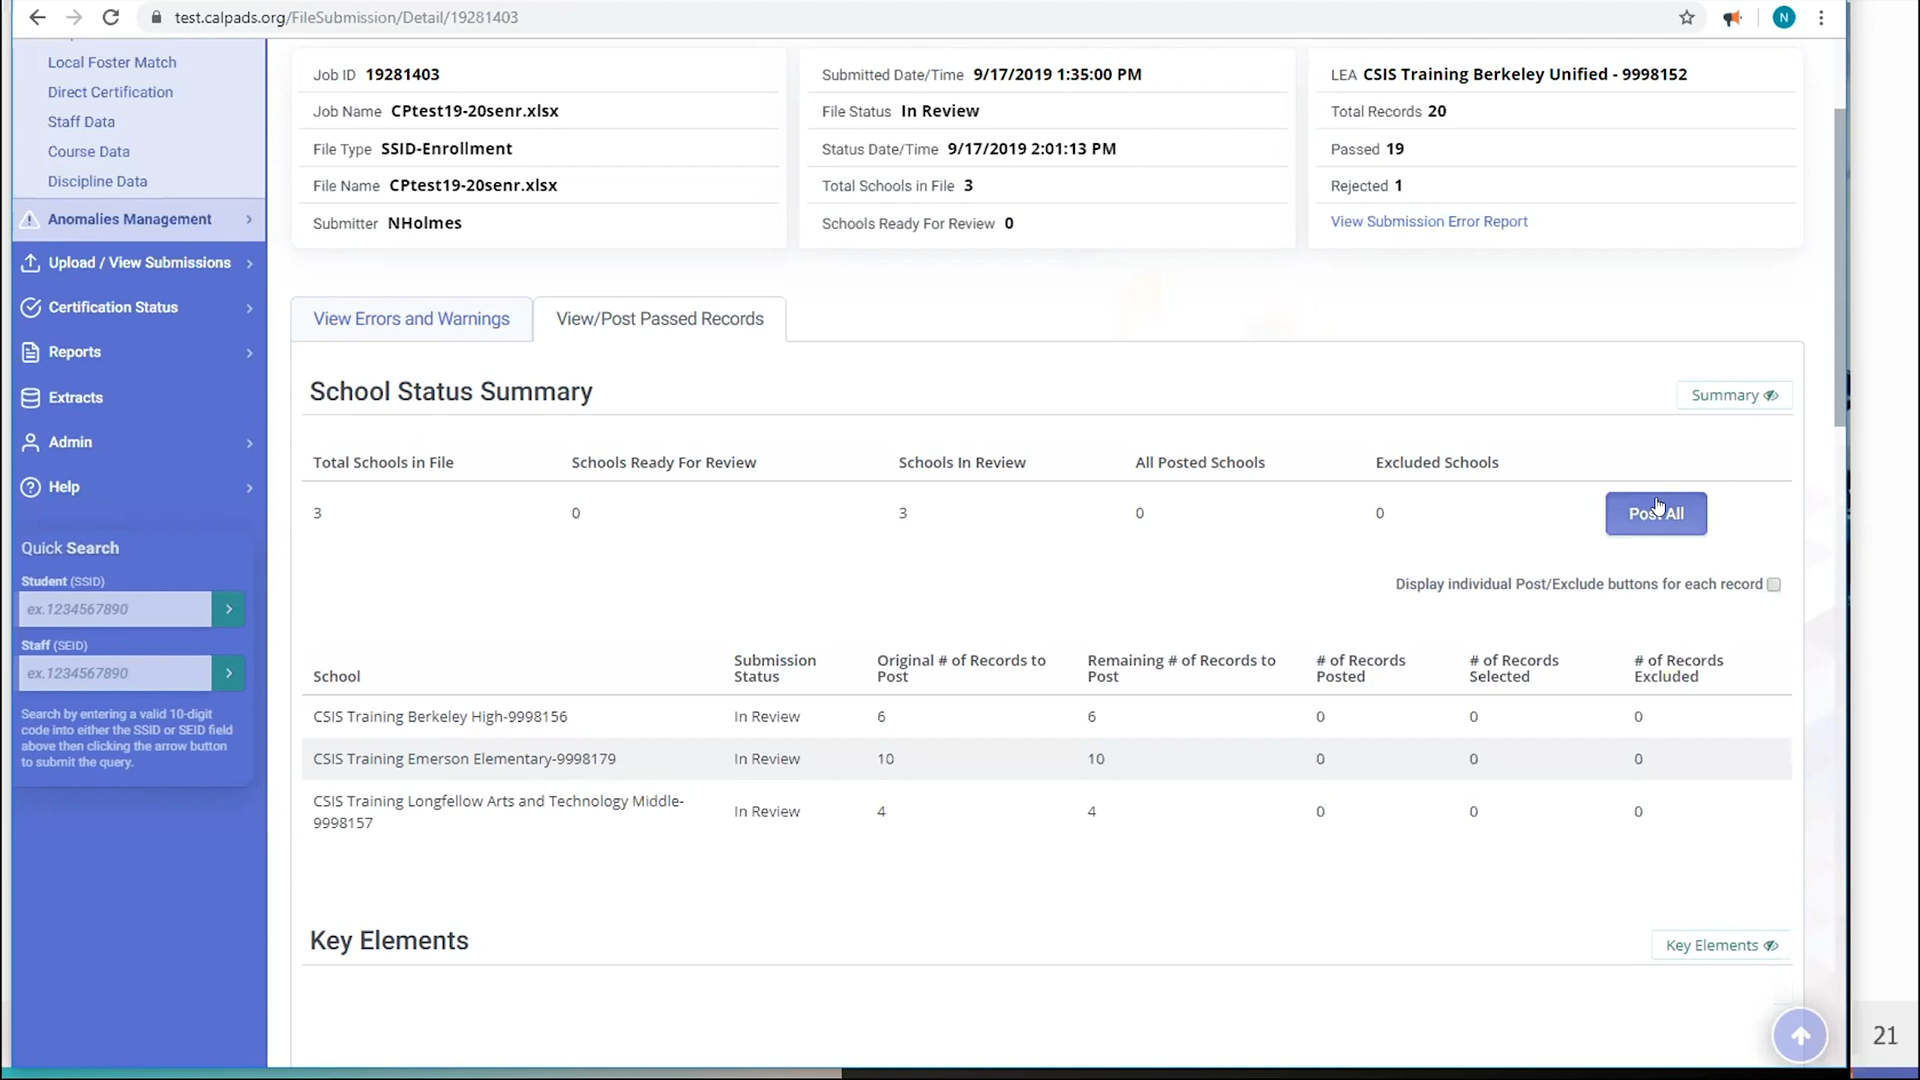 test.calpads.org/FileSubmission/Detail/19281403
N
Local Foster Match
Direct Certification
Staff Data
Course Data
Discipline Data
Anomalies Management
Upload / View Submissions
Certification Status
Reports
Extracts
Admin
Help
Quick Search
Student (SSID)
ex.1234567890
Staff (SEID)
ex.1234567890
Search by entering a valid 10-digit
code into either the SSID or SEID field
above then clicking the arrow button
to submit the query.
Job ID 19281403
Job Name CPtest19-20senr.xlsx
File Type SSID-Enrollment
File Name CPtest19-20senr.xlsx
Submitter NHolmes
Submitted Date/Time 9/17/2019 1:35:00 PM
File Status In Review
Status Date/Time 9/17/2019 2:01:13 PM
Total Schools in File 3
Schools Ready For Review 0
LEA CSIS Training Berkeley Unified - 9998152
Total Records 20
Passed 19
Rejected 1
View Submission Error Report
View Errors and Warnings
View/Post Passed Records
School Status Summary
Summary
Total Schools in File Schools Ready For Review Schools In Review All Posted Schools Excluded Schools
3 0 3 0 0
Post All
Display individual Post/Exclude buttons for each record
School
Submission
Status
Original # of Records to
Post
Remaining # of Records to
Post
# of Records
Posted
# of Records
Selected
# of Records
Excluded
CSIS Training Berkeley High-9998156 In Review 6 6 0 0 0
CSIS Training Emerson Elementary-9998179 In Review 10 10 0 0 0
CSIS Training Longfellow Arts and Technology Middle-
9998157
In Review 4 4 0 0 0
Key Elements
Key Elements
21